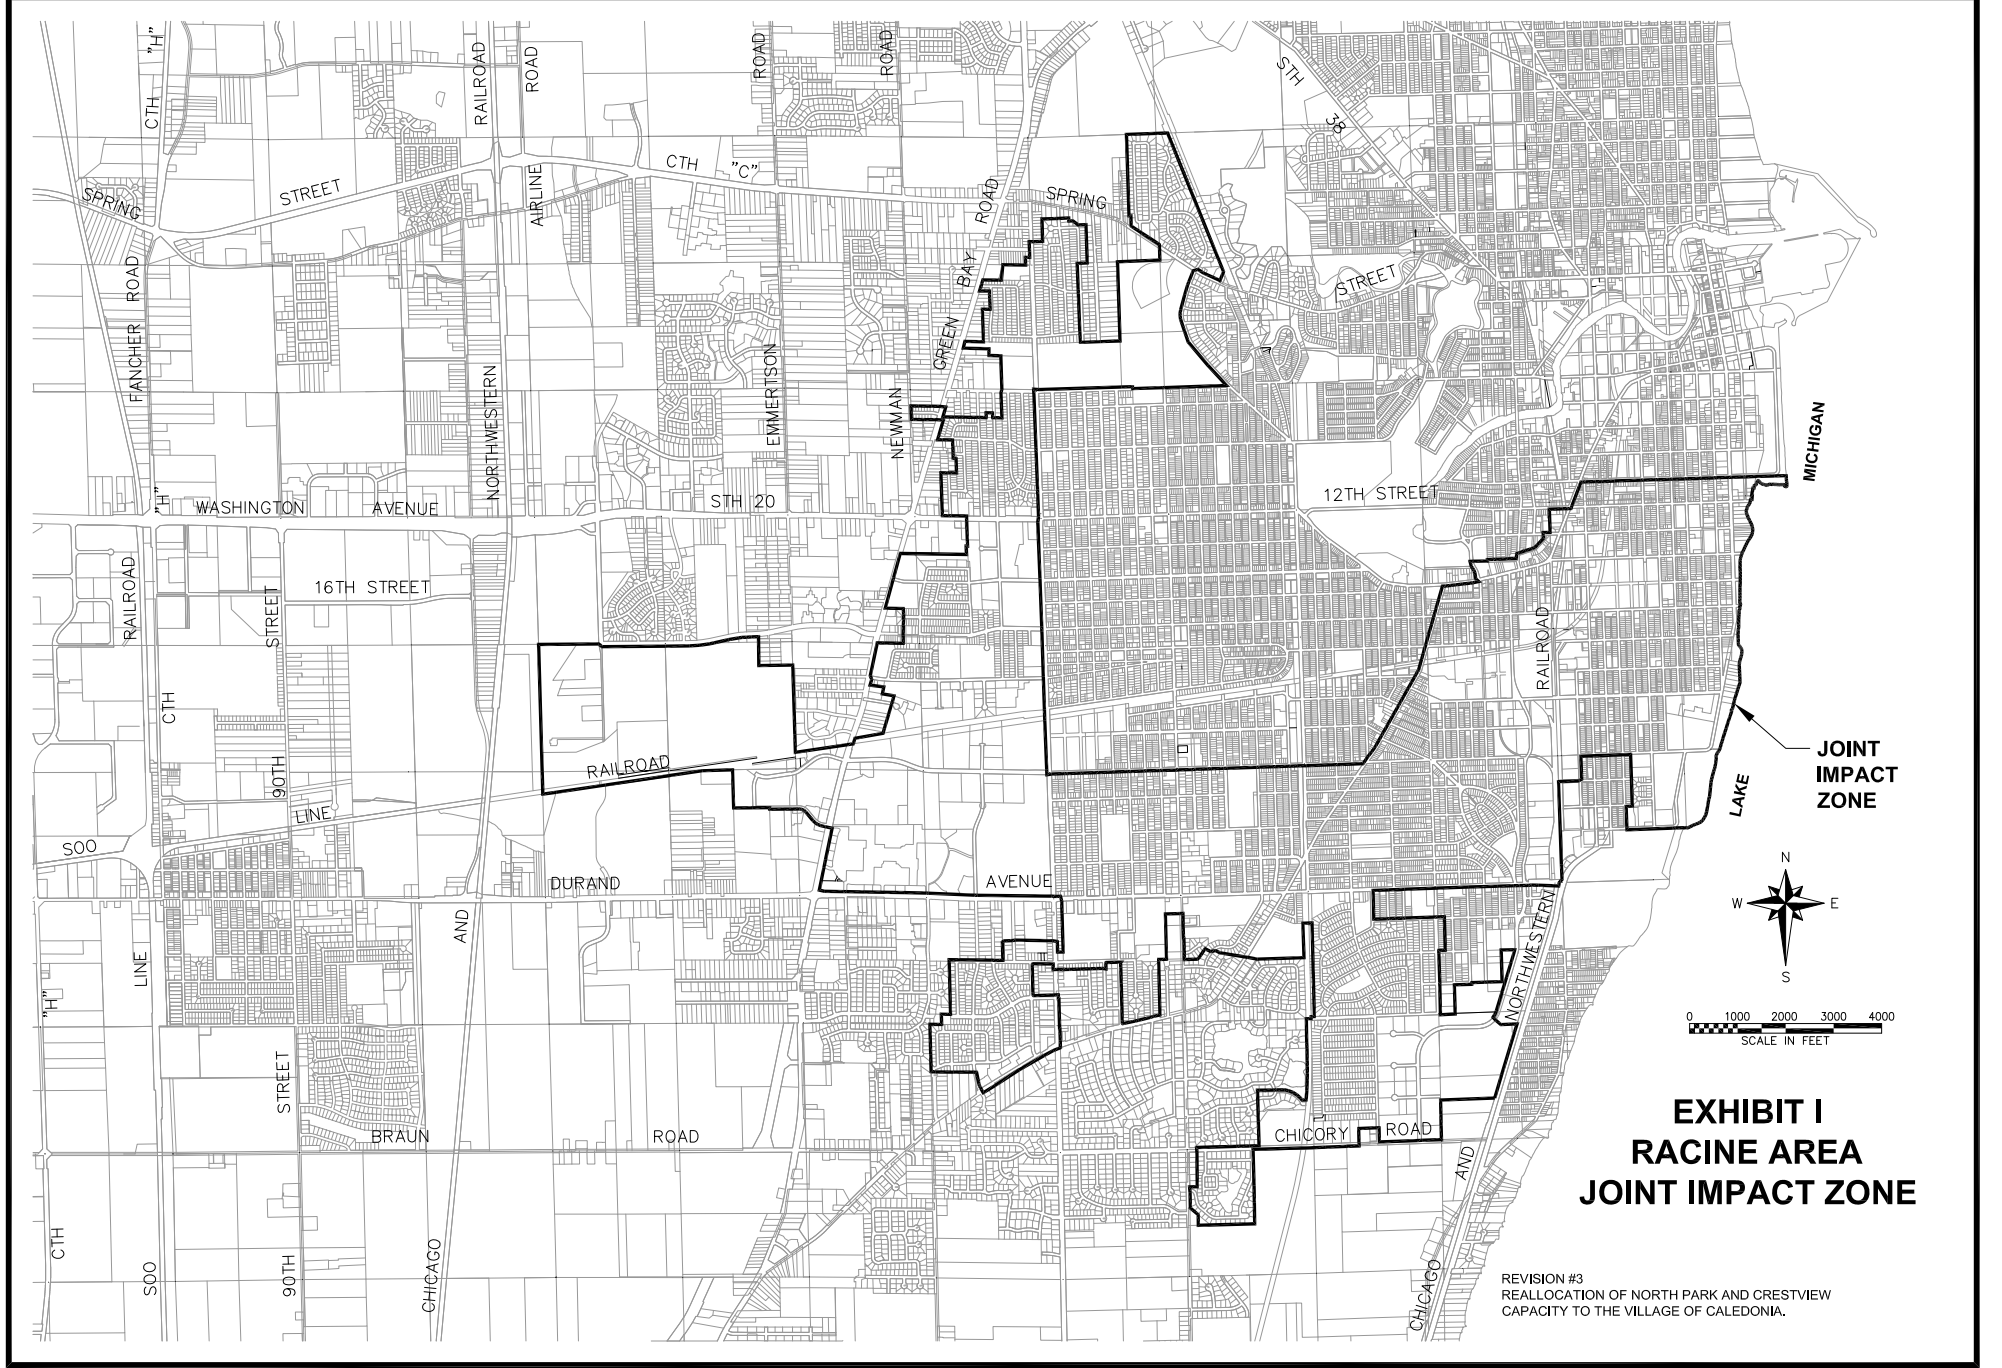 CTH "H"
RAILROAD
ROAD
ROAD
ROAD
STH 38
SPRING
STREET
AIRLINE
CTH "C"
ROAD
SPRING
FANCHER ROAD
GREEN BAY
STREET
NORTHWESTERN
EMMERTSON
NEWMAN
MICHIGAN
"H"
WASHINGTON AVENUE
STH 20
12TH STREET
RAILROAD
STREET
16TH STREET
RAILROAD
CTH
90TH
RAILROAD
LINE
SOO
JOINT
IMPACT
ZONE
LAKE
DURAND
AVENUE
AND
LINE
"H"
NORTHWESTERN
N
W E
S
0 1000 2000 3000 4000
SCALE IN FEET
STREET
BRAUN ROAD
CHICORY ROAD
AND
EXHIBIT I
RACINE AREA
JOINT IMPACT ZONE
CTH
SOO
90TH
CHICAGO
CHICAGO
REVISION #3
REALLOCATION OF NORTH PARK AND CRESTVIEW
CAPACITY TO THE VILLAGE OF CALEDONIA.